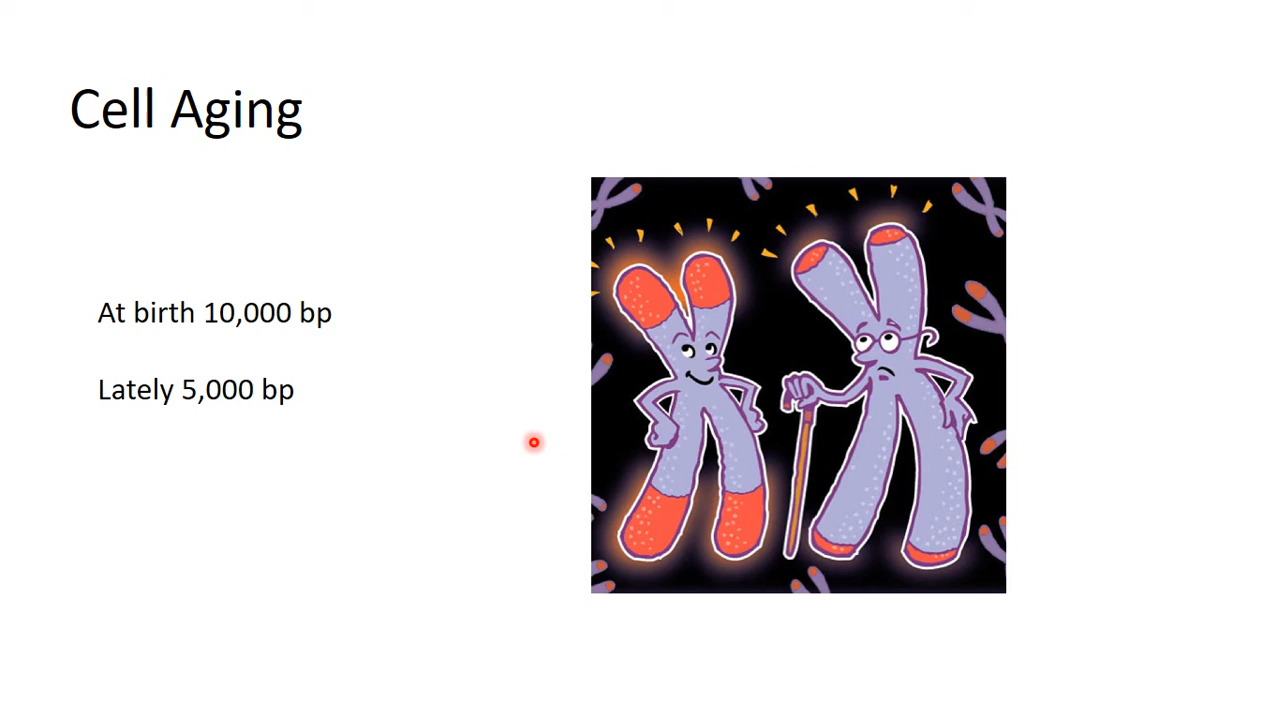 Cell Aging
At birth 10,000 bp
Lately 5,000 bp